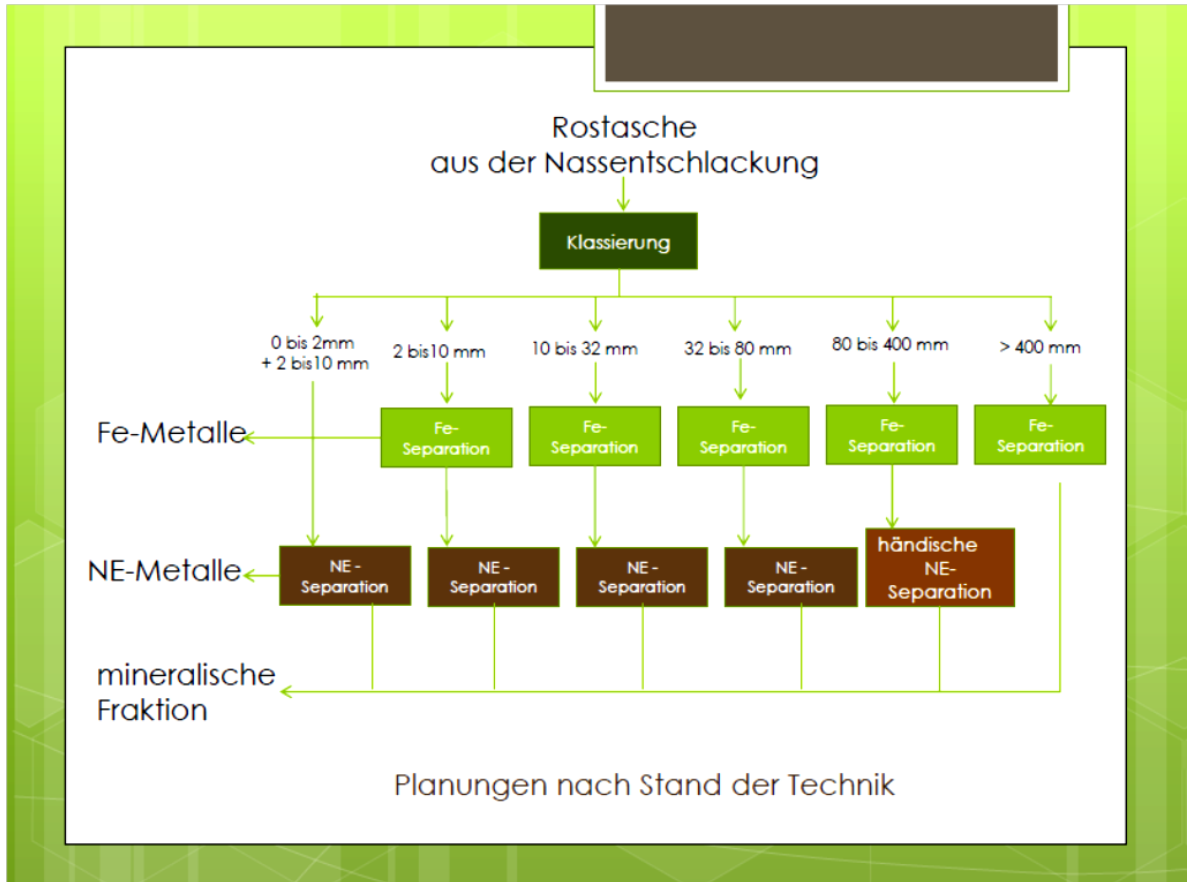 Rostasche
aus der Nassentschlackung
Klassierung
0 bis 2mm
+ 2 bis10 mm
2 bis10 mm
10 bis 32 mm
32 bis 80 mm
80 bis 400 mm
> 400 mm
Fe-Metalle
Fe-
Separation
Fe-
Separation
Fe-
Separation
Fe-
Separation
Fe-
Separation
NE-Metalle
NE -
Separation
NE -
Separation
NE -
Separation
NE -
Separation
händische
NE-
Separation
mineralische
Fraktion
Planungen nach Stand der Technik